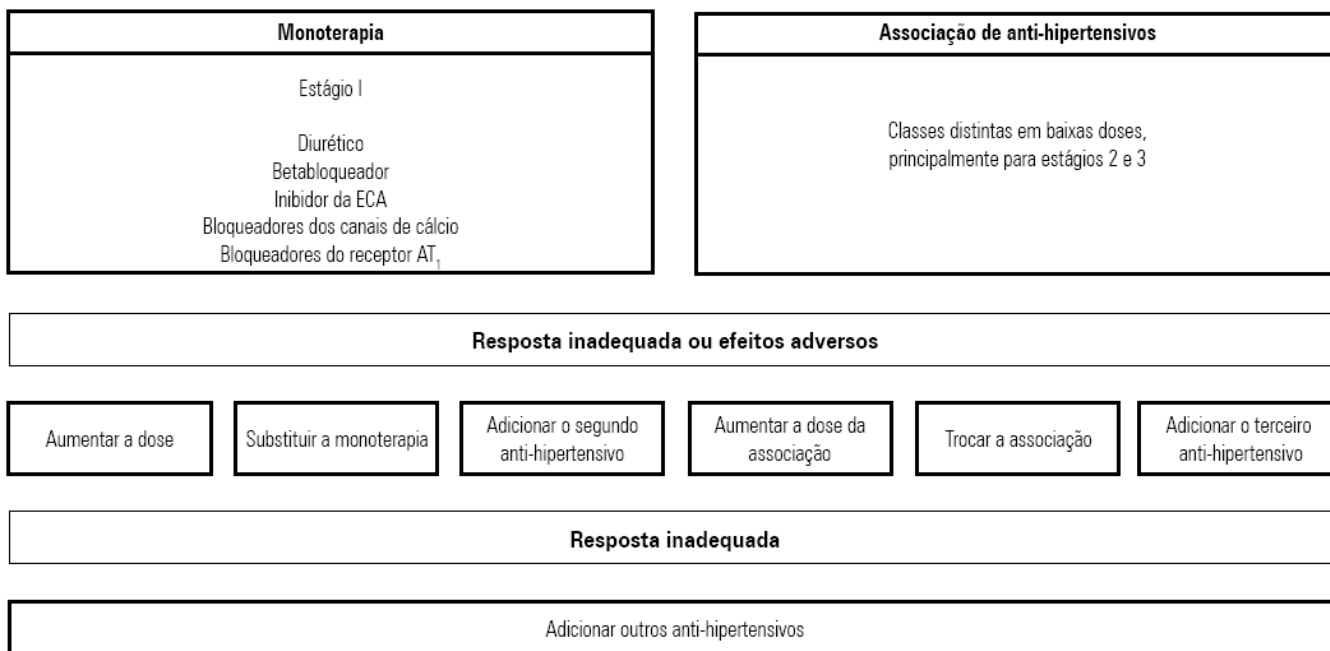 Monoterapia
Estágio I
Diurético
Betabloqueador
Inibidor da ECA
Bloqueadores dos canais de cálcio
Bloqueadores do receptor AT₁
Associação de anti-hipertensivos
Classes distintas em baixas doses,
principalmente para estágios 2 e 3
Resposta inadequada ou efeitos adversos
Aumentar a dose
Substituir a monoterapia
Adicionar o segundo
anti-hipertensivo
Aumentar a dose da
associação
Trocar a associação
Adicionar o terceiro
anti-hipertensivo
Resposta inadequada
Adicionar outros anti-hipertensivos